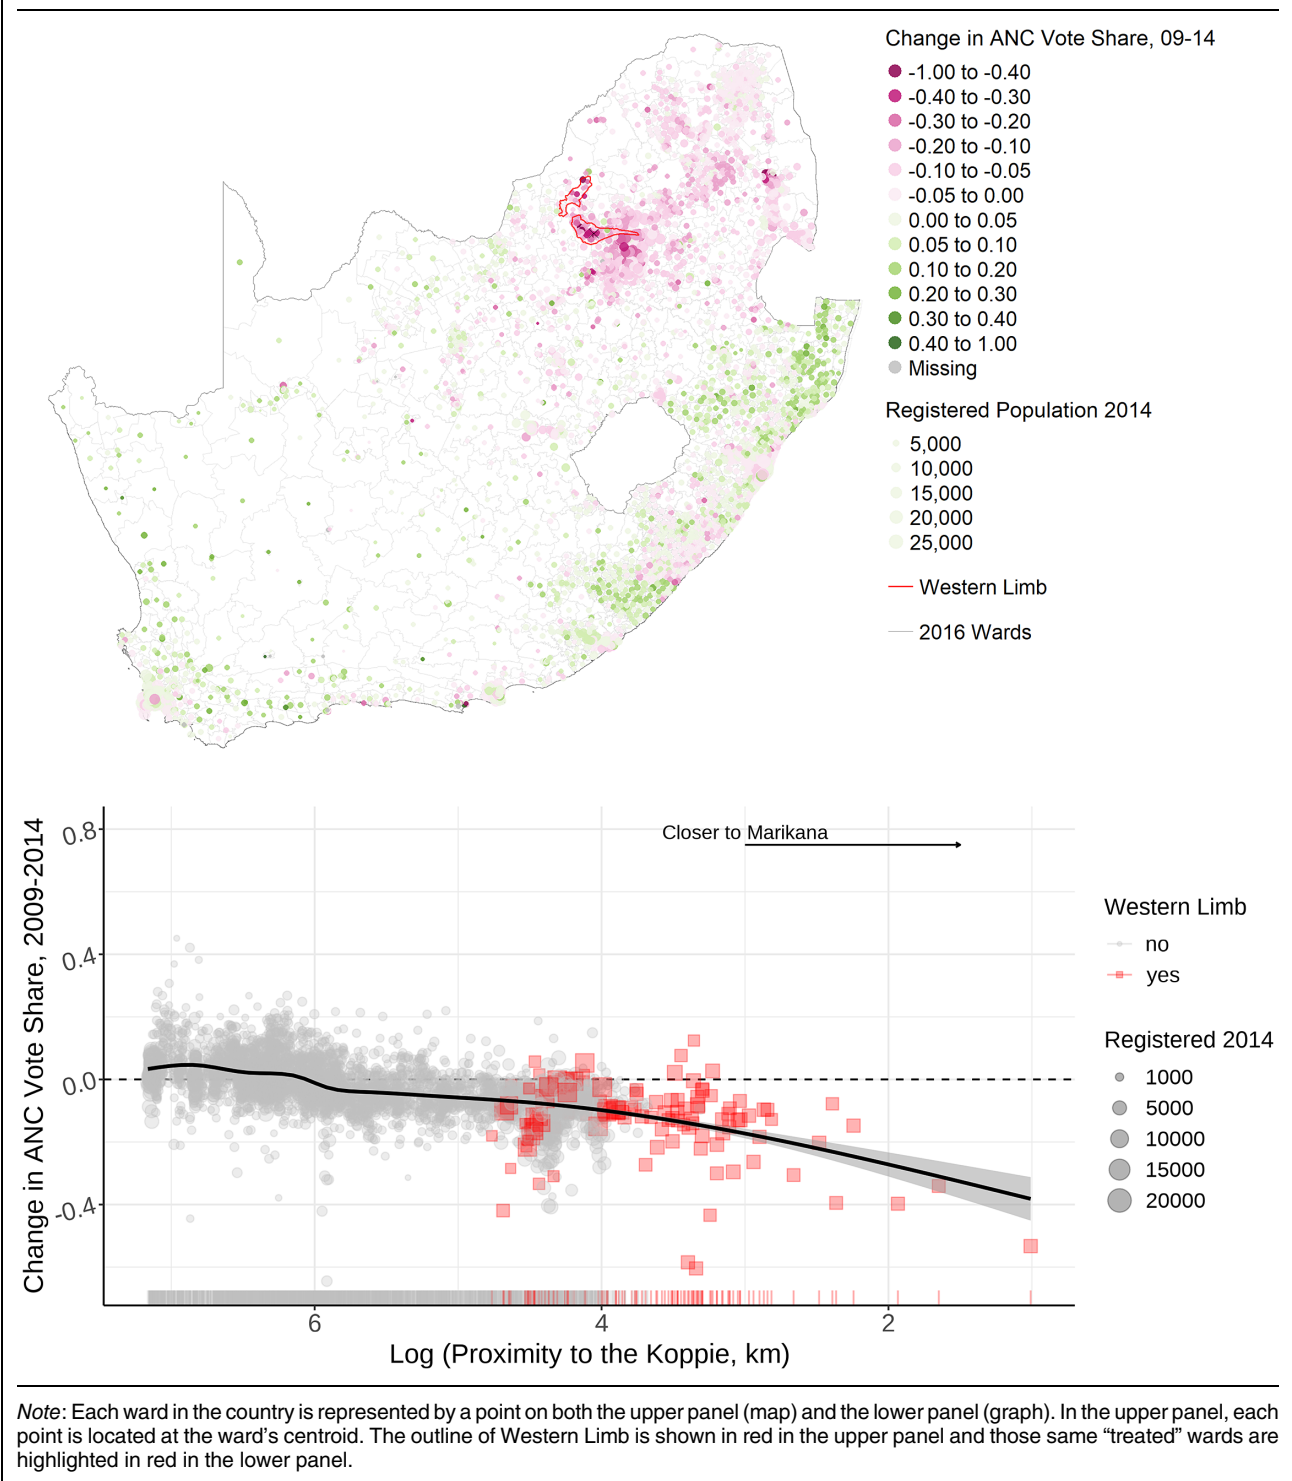 Change in ANC Vote Share, 09-14
-1.00 to -0.40
-0.40 to -0.30
-0.30 to -0.20
-0.20 to -0.10
-0.10 to -0.05
-0.05 to 0.00
0.00 to 0.05
0.05 to 0.10
0.10 to 0.20
0.20 to 0.30
0.30 to 0.40
0.40 to 1.00
Missing
Registered Population 2014
5,000
10,000
15,000
20,000
25,000
Western Limb
2016 Wards
Change in ANC Vote Share, 2009-2014
0.8
0.4
0.0
-0.4
Closer to Marikana
6
4
2
Log (Proximity to the Koppie, km)
Western Limb
no
yes
Registered 2014
1000
5000
10000
15000
20000
Note: Each ward in the country is represented by a point on both the upper panel (map) and the lower panel (graph). In the upper panel, each
point is located at the ward's centroid. The outline of Western Limb is shown in red in the upper panel and those same “treated” wards are
highlighted in red in the lower panel.